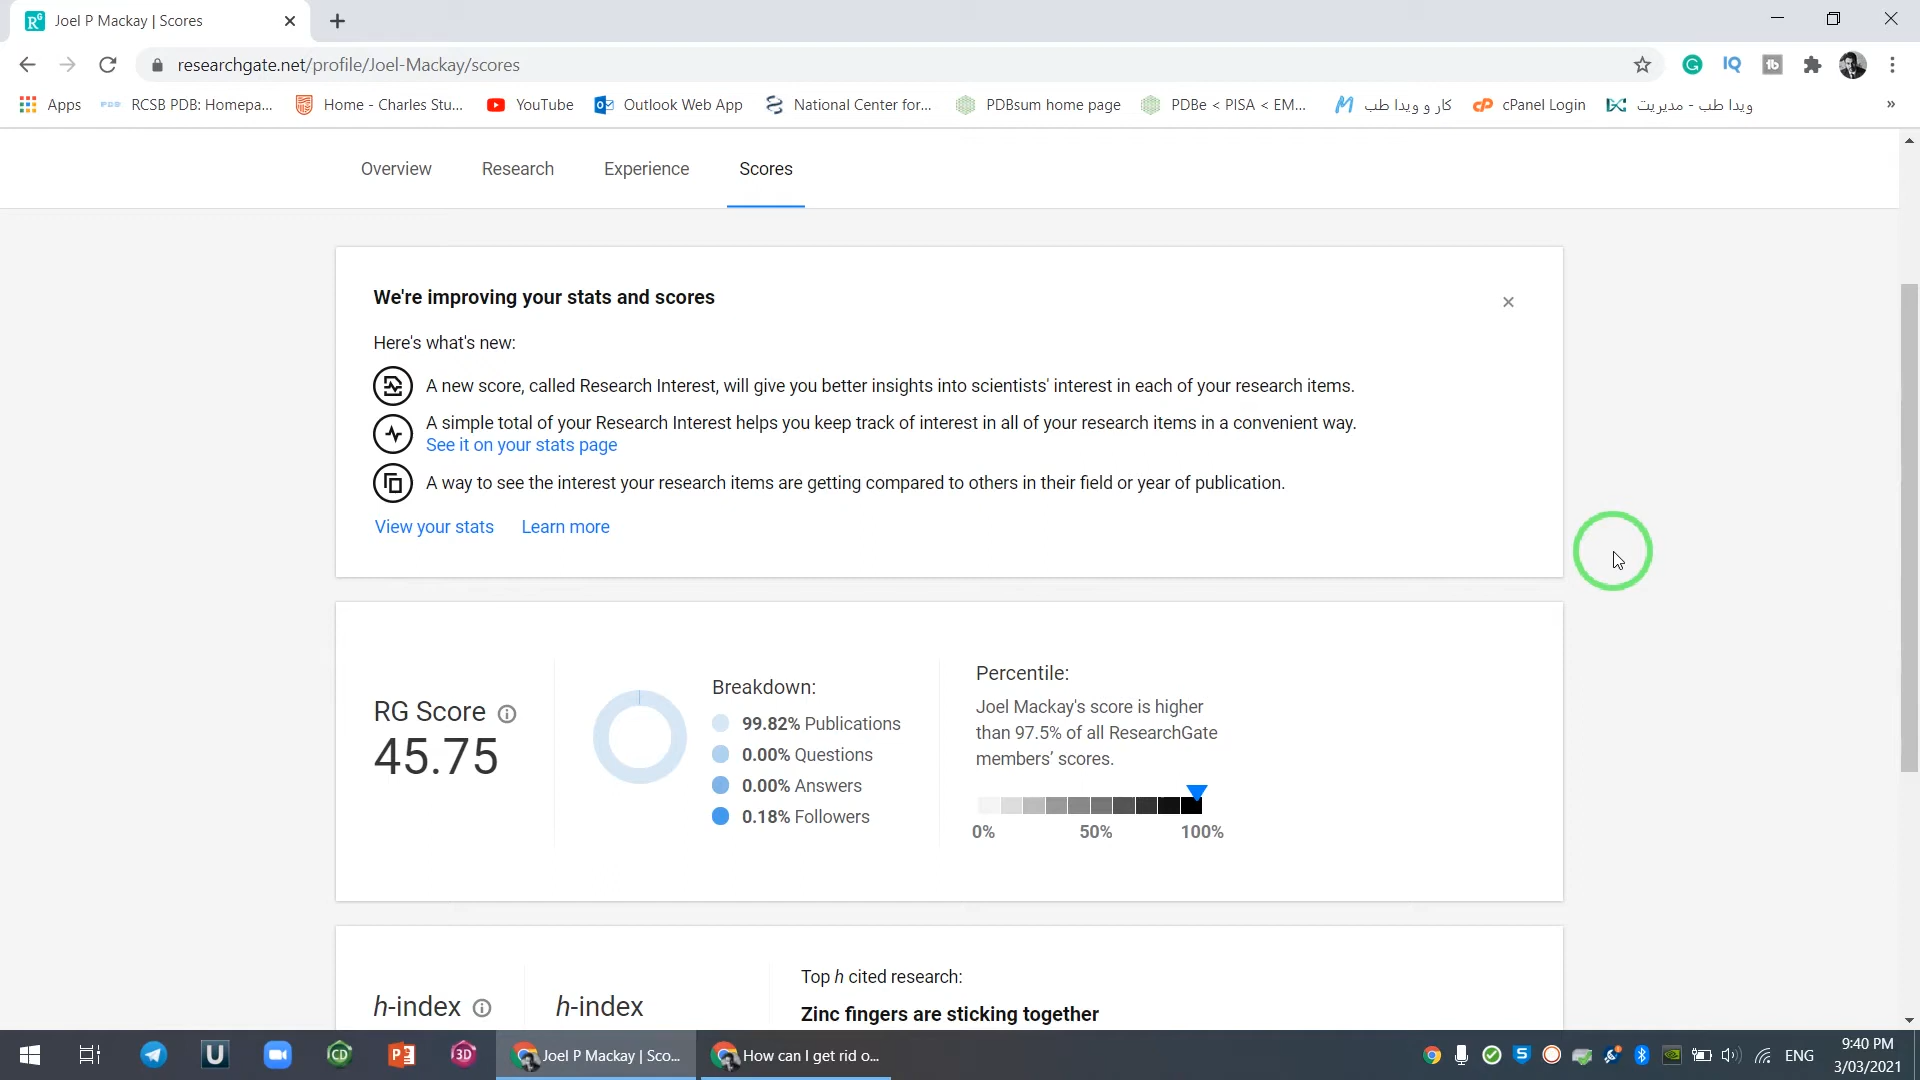 Joel P Mackay | Scores
researchgate.net/profile/Joel-Mackay/scores
Apps
RCSB PDB: Homepa...
Home - Charles Stu...
YouTube
Outlook Web App
National Center for...
PDBsum home page
PDBe < PISA < EM...
کار و ویدا طب
cPanel Login
ویدا طب - مدیریت
»
Overview
Research
Experience
Scores
We're improving your stats and scores
Here's what's new:
A new score, called Research Interest, will give you better insights into scientists' interest in each of your research items.
A simple total of your Research Interest helps you keep track of interest in all of your research items in a convenient way.
See it on your stats page
A way to see the interest your research items are getting compared to others in their field or year of publication.
View your stats
Learn more
RG Score
45.75
Breakdown:
99.82% Publications
0.00% Questions
0.00% Answers
0.18% Followers
Percentile:
Joel Mackay's score is higher
than 97.5% of all ResearchGate
members’ scores.
0%
50%
100%
h-index
h-index
Top h cited research:
Zinc fingers are sticking together
Joel P Mackay | Sco...
How can I get rid o...
ENG
9:40 PM
3/03/2021